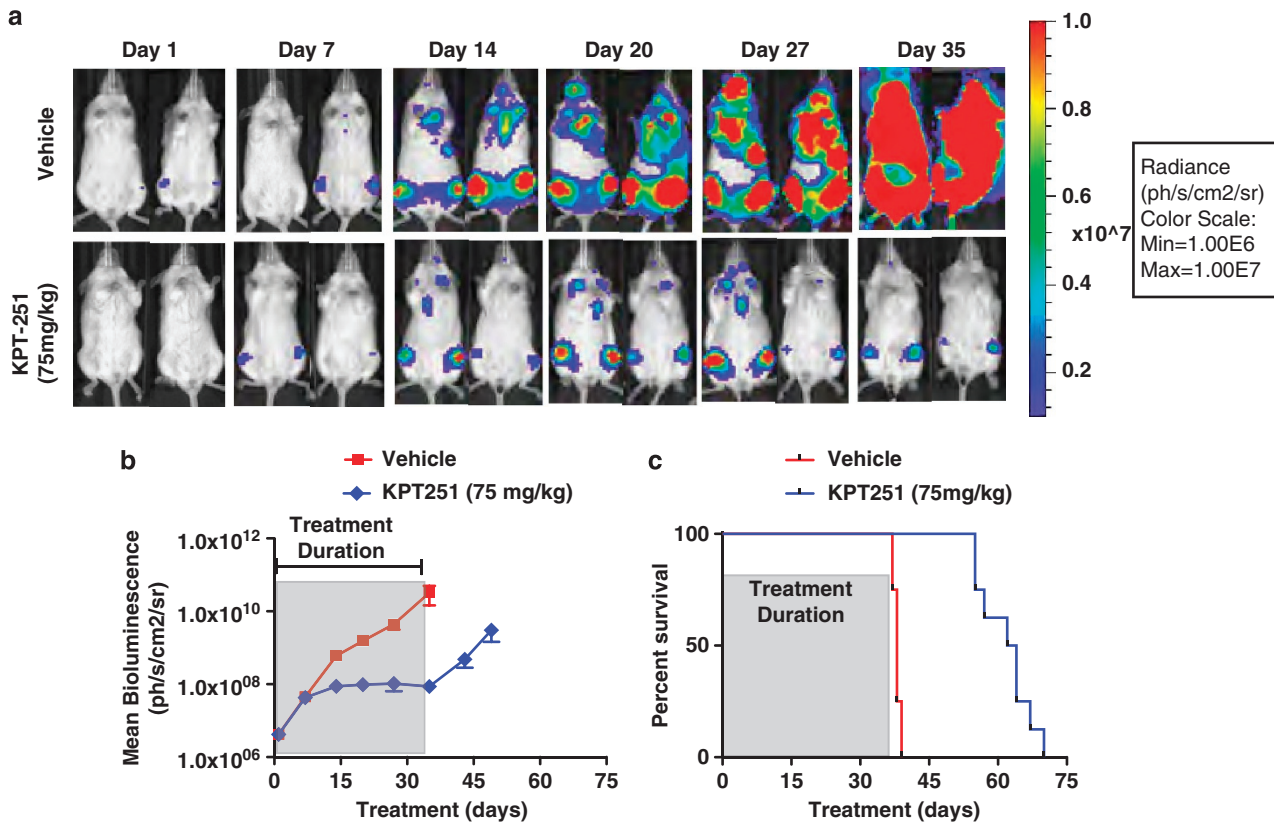 a
Day 1
Day 7
Day 14
Day 20
Day 27
Day 35
Vehicle
KPT-251
(75mg/kg)
1.0
0.8
0.6
x10^7
0.4
0.2
Radiance
(ph/s/cm2/sr)
Color Scale:
Min=1.00E6
Max=1.00E7
b
Vehicle
KPT251 (75 mg/kg)
Treatment
Duration
Mean Bioluminescence
(ph/s/cm2/sr)
1.0x10^12
1.0x10^10
1.0x10^08
1.0x10^06
0
15
30
45
60
75
Treatment (days)
c
Vehicle
KPT251 (75mg/kg)
Treatment
Duration
Percent survival
100
50
0
0
15
30
45
60
75
Treatment (days)